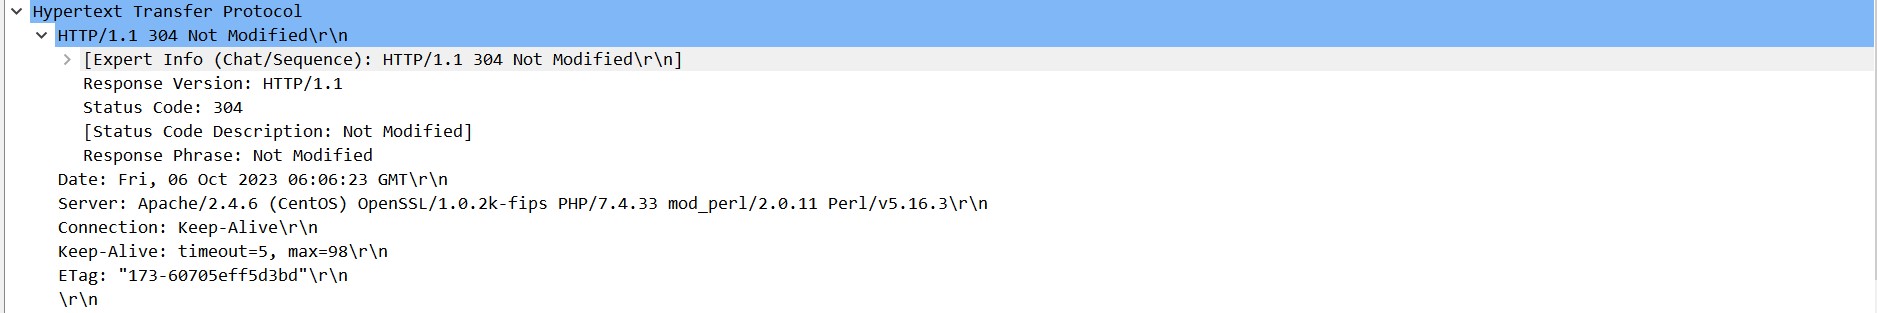 Hypertext Transfer Protocol
HTTP/1.1 304 Not Modified\r\n
[Expert Info (Chat/Sequence): HTTP/1.1 304 Not Modified\r\n]
Response Version: HTTP/1.1
Status Code: 304
[Status Code Description: Not Modified]
Response Phrase: Not Modified
Date: Fri, 06 Oct 2023 06:06:23 GMT\r\n
Server: Apache/2.4.6 (CentOS) OpenSSL/1.0.2k-fips PHP/7.4.33 mod_perl/2.0.11 Perl/v5.16.3\r\n
Connection: Keep-Alive\r\n
Keep-Alive: timeout=5, max=98\r\n
ETag: "173-60705eff5d3bd"\r\n
\r\n